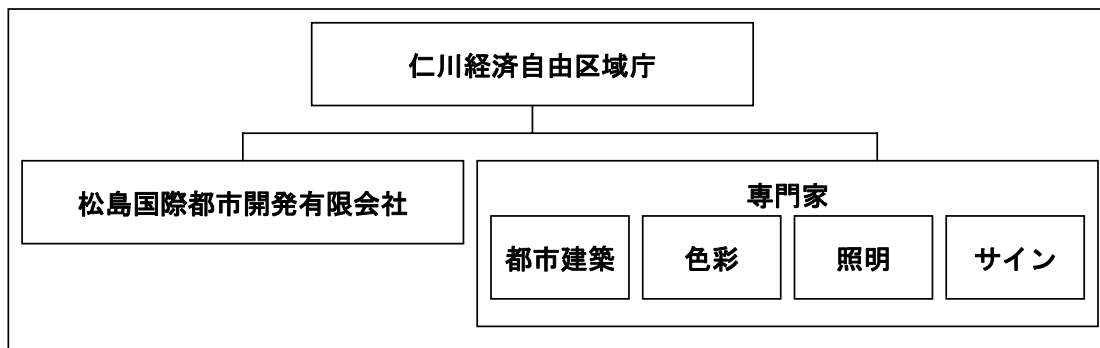 仁川経済自由区域庁
松島国際都市開発有限会社
専門家
都市建築
色彩
照明
サイン